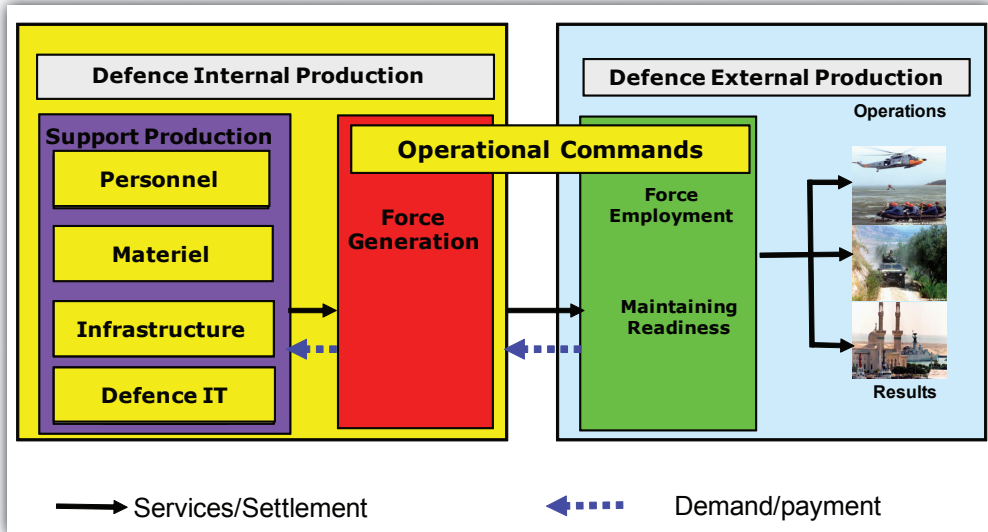 Defence Internal Production
Support Production
Personnel
Materiel
Infrastructure
Defence IT
Force
Generation
Operational Commands
Defence External Production
Force
Employment
Maintaining
Readiness
Operations
Results
Services/Settlement
Demand/payment